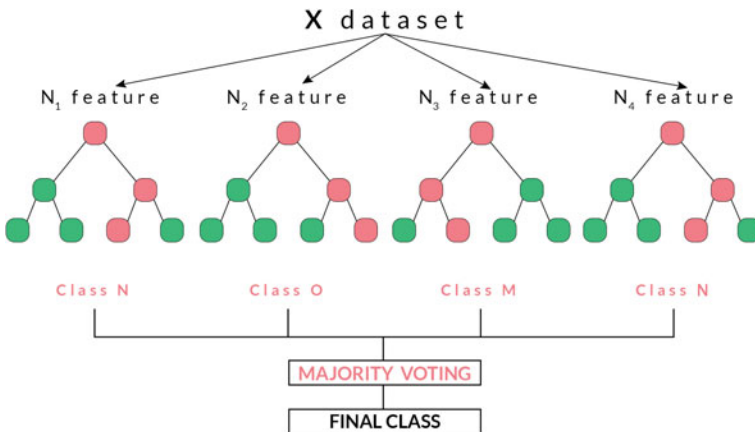 X dataset
N₁ feature N₂ feature N₃ feature N₄ feature
Class N Class O Class M Class N
MAJORITY VOTING
FINAL CLASS